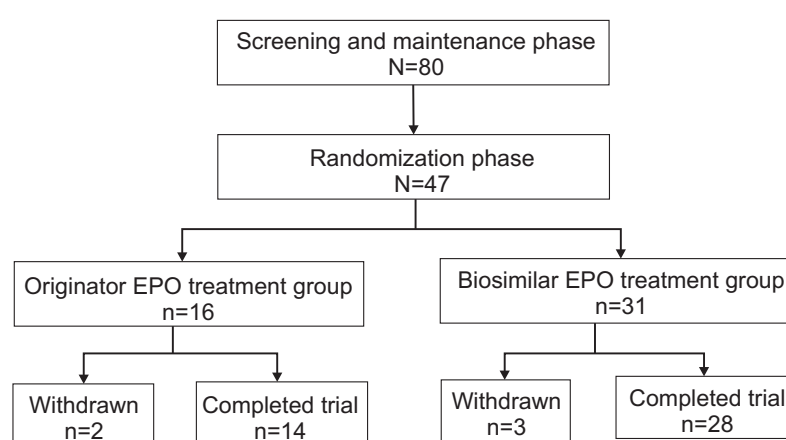 Screening and maintenance phase
N=80
Randomization phase
N=47
Originator EPO treatment group
n=16
Biosimilar EPO treatment group
n=31
Withdrawn
n=2
Completed trial
n=14
Withdrawn
n=3
Completed trial
n=28